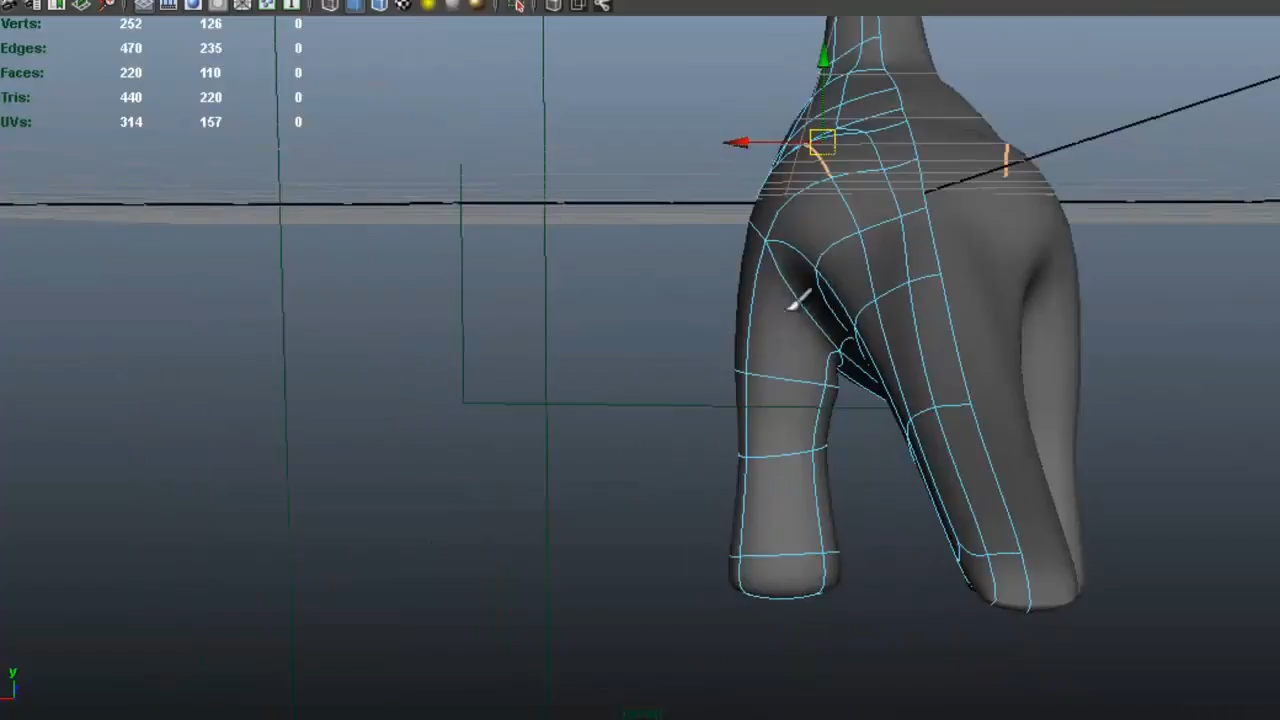 Verts: 252 126 0
Edges: 470 235 0
Faces: 220 110 0
Tris: 440 220 0
UVs: 314 157 0
y
persp